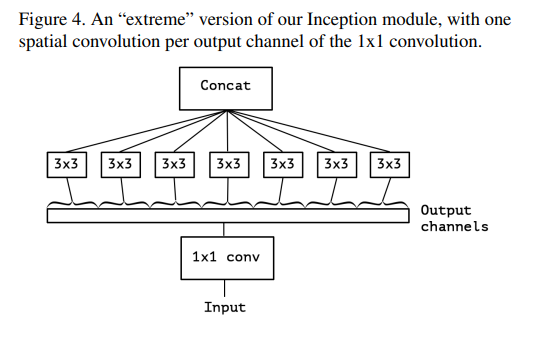 Figure 4. An “extreme” version of our Inception module, with one
spatial convolution per output channel of the 1x1 convolution.
Concat
3x3 3x3 3x3 3x3 3x3 3x3 3x3
Output
channels
1x1 conv
Input